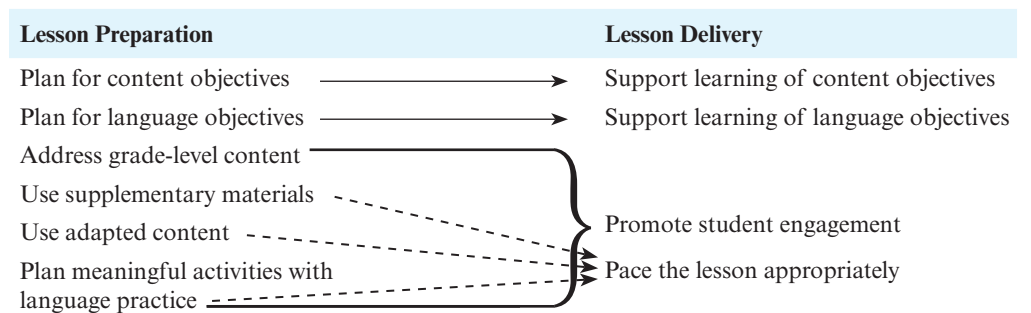 Lesson Preparation Lesson Delivery
Plan for content objectives Support learning of content objectives
Plan for language objectives Support learning of language objectives
Address grade-level content
Use supplementary materials
Promote student engagement
Use adapted content
Plan meaningful activities with Pace the lesson appropriately
language practice